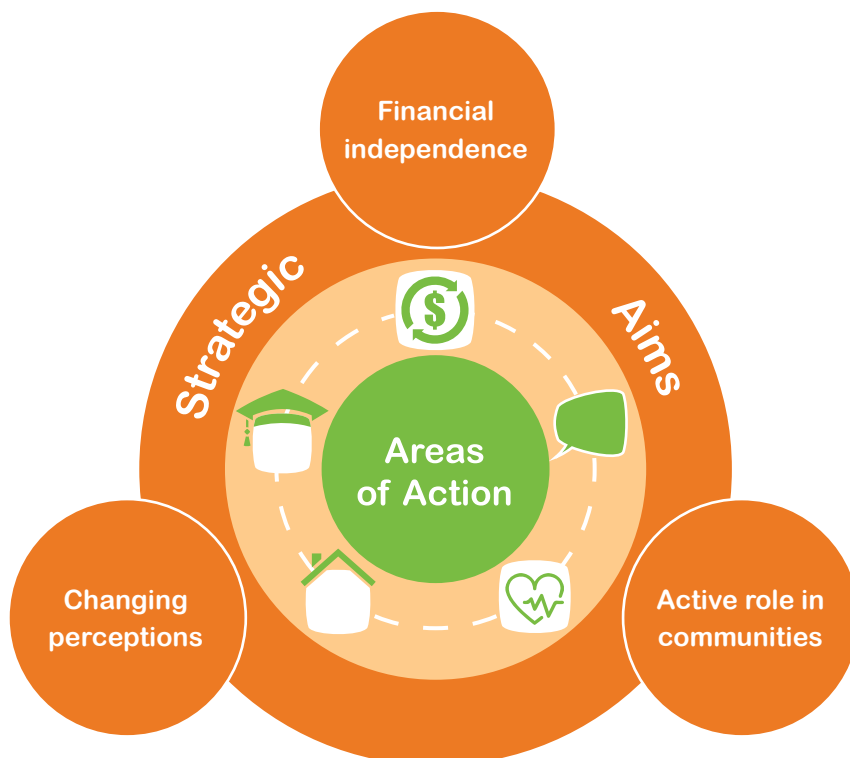 Financial
independence
Strategic
Aims
$
Areas
of Action
Changing
perceptions
Active role in
communities